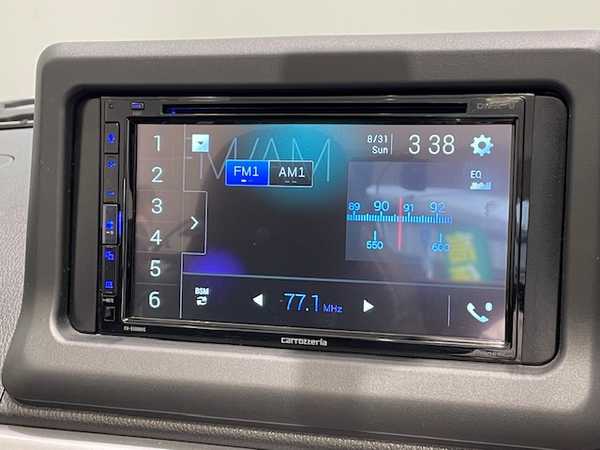 1
2
3
4
5
6
M/AM
8/31
Sun
3 38
FM1
AM1
EQ
89 90 91 92
550 600
BSM
77.1 MHz
carrozzeria